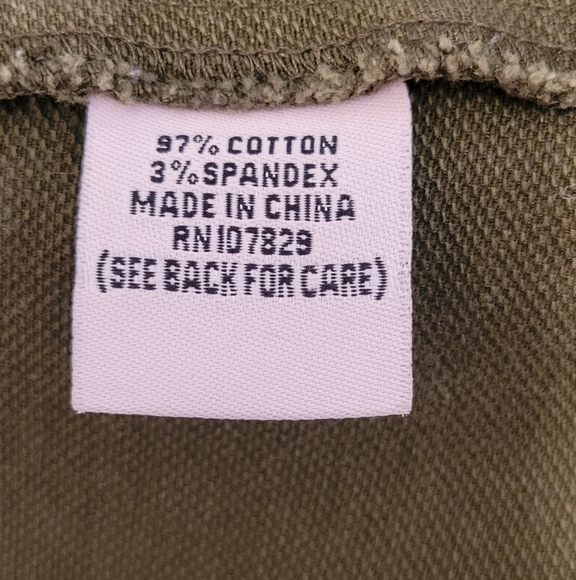 97% COTTON
3% SPANDEX
MADE IN CHINA
RN107829
(SEE BACK FOR CARE)